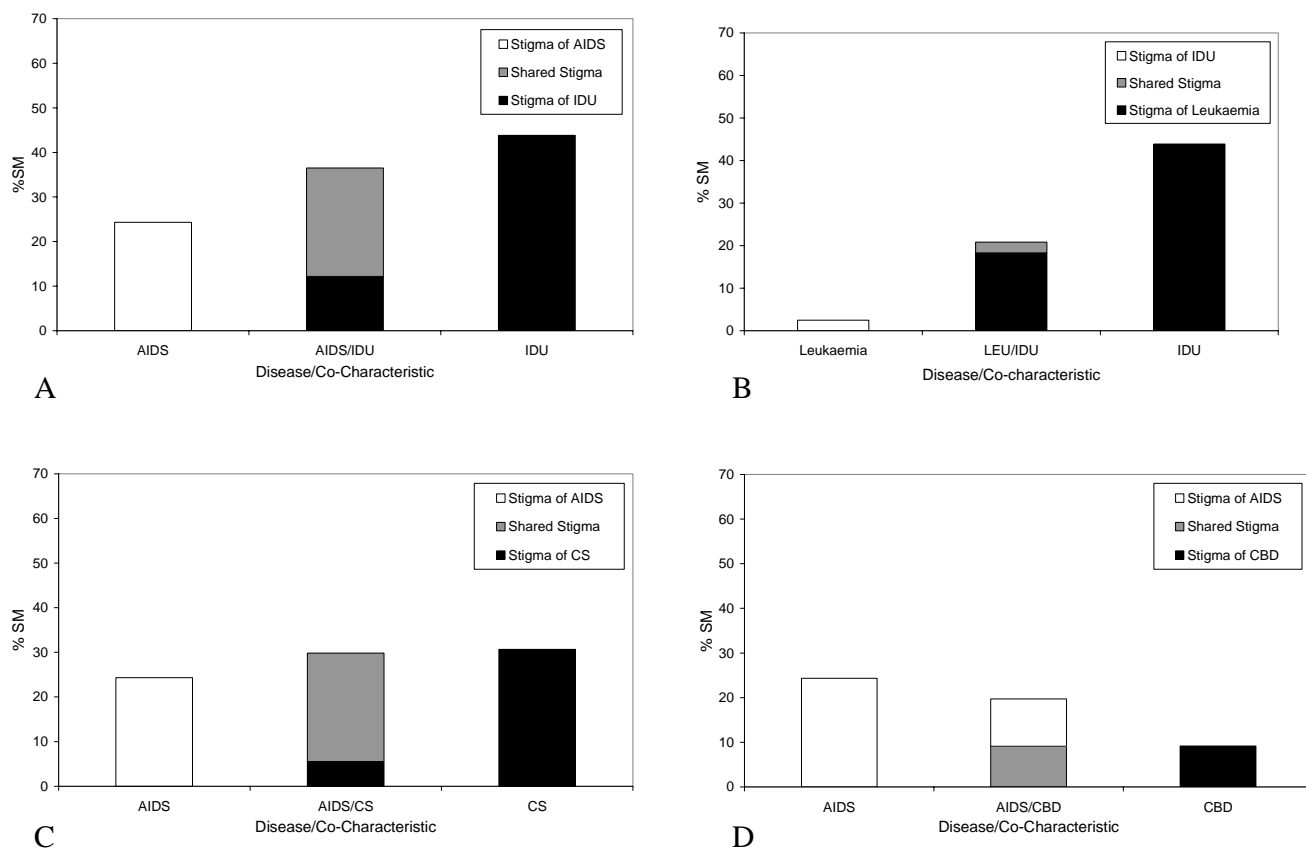 70
60
50
40
30
20
10
0
%SM
Stigma of AIDS
Shared Stigma
Stigma of IDU
AIDS
AIDS/IDU
IDU
Disease/Co-Characteristic
A
70
60
50
40
30
20
10
0
% SM
Stigma of IDU
Shared Stigma
Stigma of Leukaemia
Leukaemia
LEU/IDU
IDU
Disease/Co-characteristic
B
70
60
50
40
30
20
10
0
% SM
Stigma of AIDS
Shared Stigma
Stigma of CS
AIDS
AIDS/CS
CS
Disease/Co-Characteristic
C
70
60
50
40
30
20
10
0
% SM
Stigma of AIDS
Shared Stigma
Stigma of CBD
AIDS
AIDS/CBD
CBD
Disease/Co-Characteristic
D